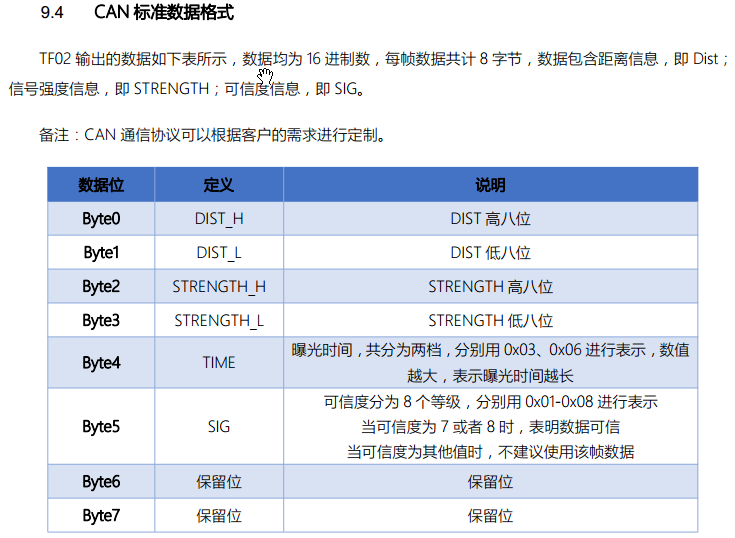 9.4 CAN 标准数据格式
TF02 输出的数据如下表所示，数据均为 16 进制数，每帧数据共计 8 字节，数据包含距离信息，即 Dist；
信号强度信息，即 STRENGTH；可信度信息，即 SIG。
备注：CAN 通信协议可以根据客户的需求进行定制。
数据位 定义 说明
Byte0 DIST_H DIST 高八位
Byte1 DIST_L DIST 低八位
Byte2 STRENGTH_H STRENGTH 高八位
Byte3 STRENGTH_L STRENGTH 低八位
Byte4 TIME 曝光时间，共分为两档，分别用 0x03、0x06 进行表示，数值
越大，表示曝光时间越长
可信度分为 8 个等级，分别用 0x01-0x08 进行表示
Byte5 SIG 当可信度为 7 或者 8 时，表明数据可信
当可信度为其他值时，不建议使用该帧数据
Byte6 保留位 保留位
Byte7 保留位 保留位